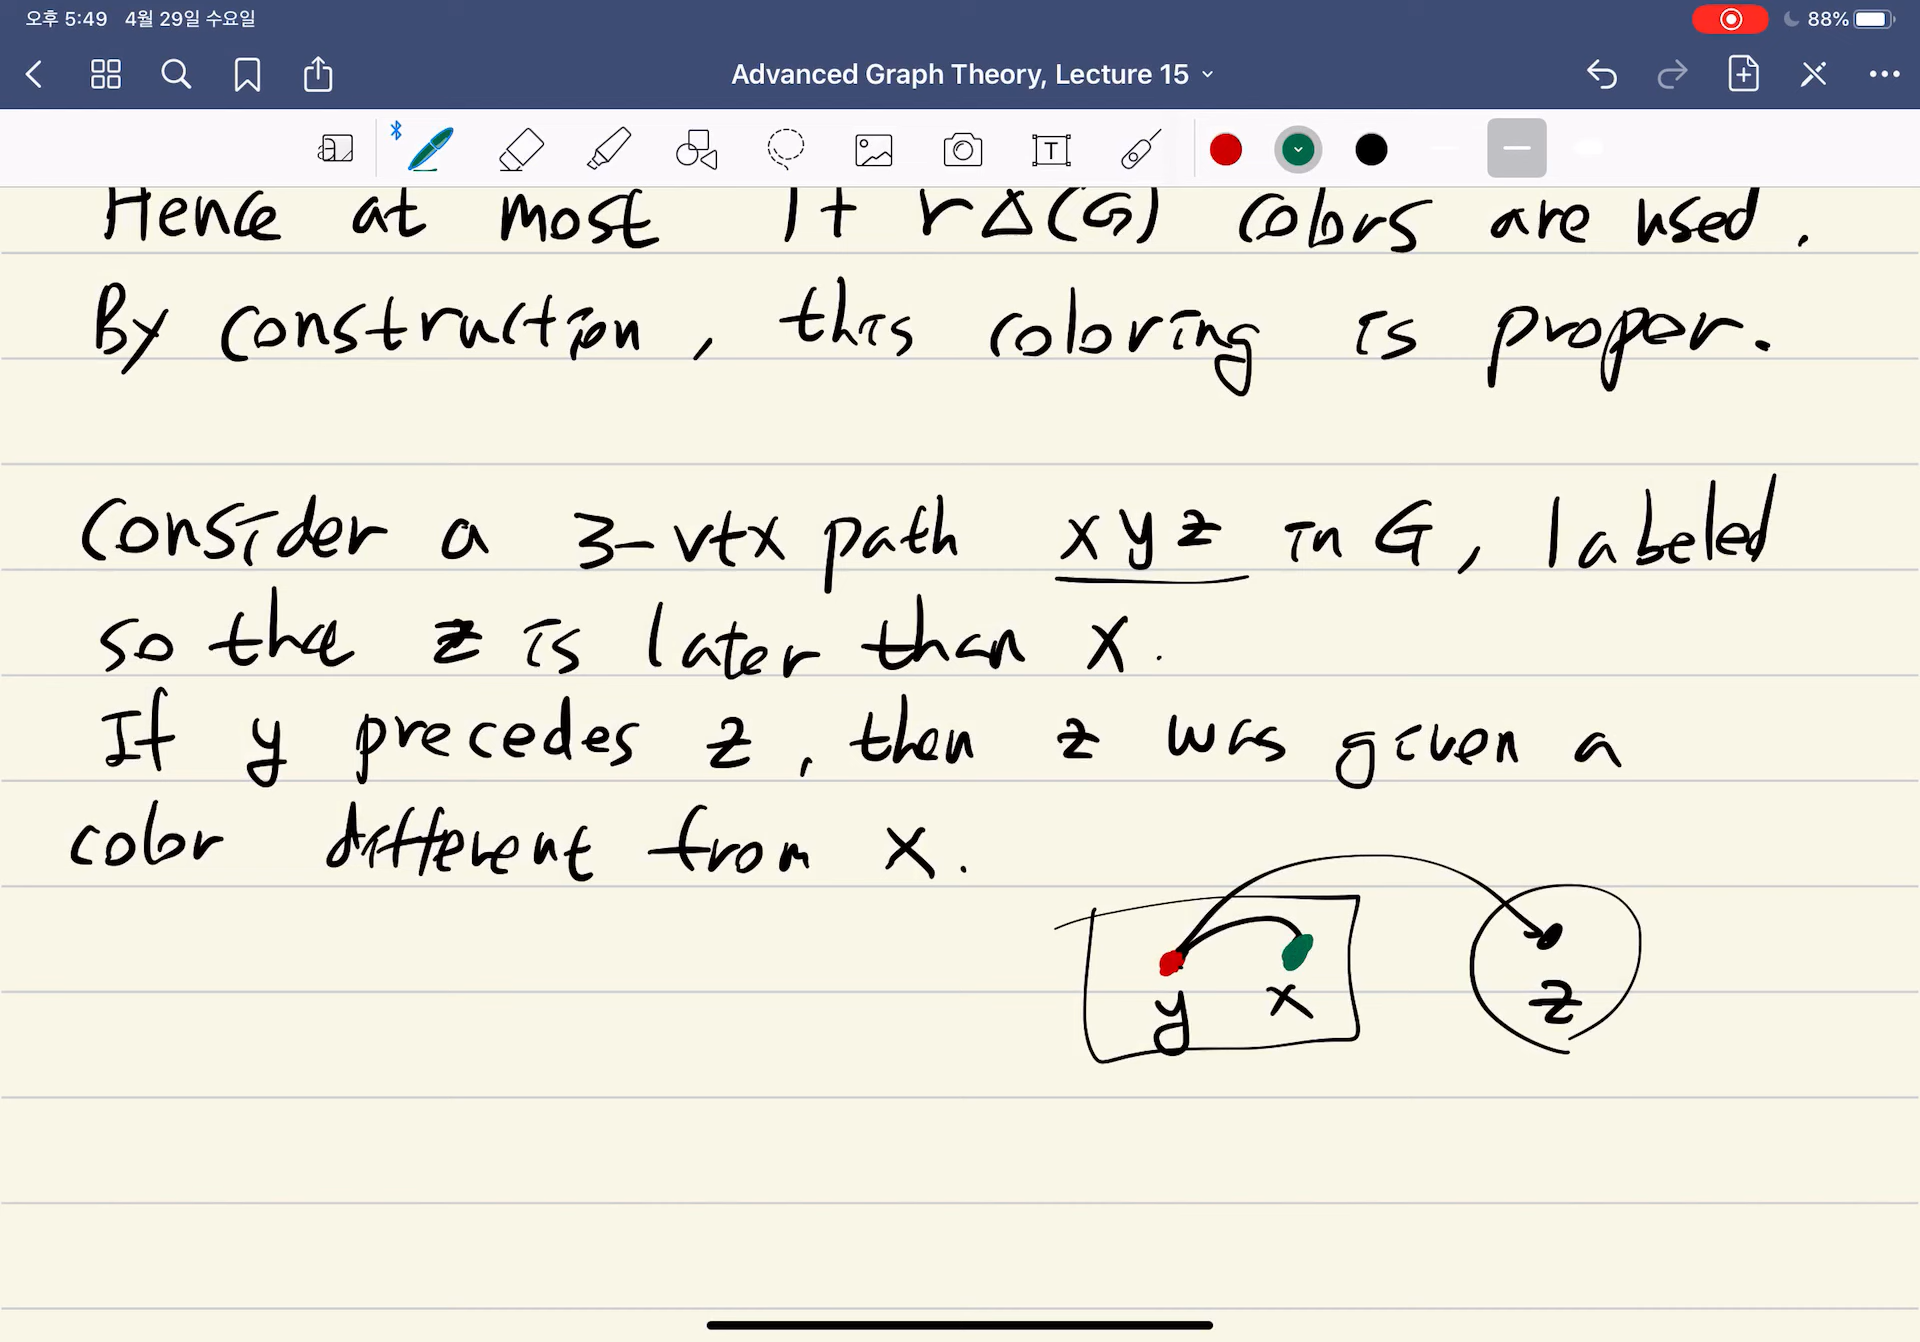 오후 5:49 4월 29일 수요일
88%
Advanced Graph Theory, Lecture 15
Hence at most 1+ rΔ(G) colors are used.
By construction, this coloring is proper.
Consider a 3-vtx path xyz in G, labeled
so tha z is later than x.
If y precedes z, then z was given a
color different from x.
y x z